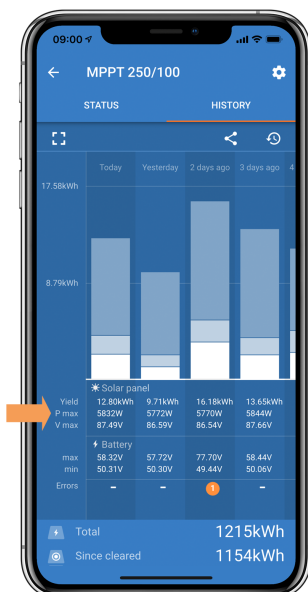 09:00
MPPT 250/100
STATUS HISTORY
Today Yesterday 2 days ago 3 days ago 4
17.58kWh
8.79kWh
Solar panel
Yield 12.80kWh 9.71kWh 16.18kWh 13.65kWh
P max 5832W 5772W 5770W 5844W
V max 87.49V 86.59V 86.54V 87.66V
Battery
max 58.32V 57.72V 77.70V 58.44V
min 50.31V 50.30V 49.44V 50.06V
Errors – – 1 –
Total 1215kWh
Since cleared 1154kWh